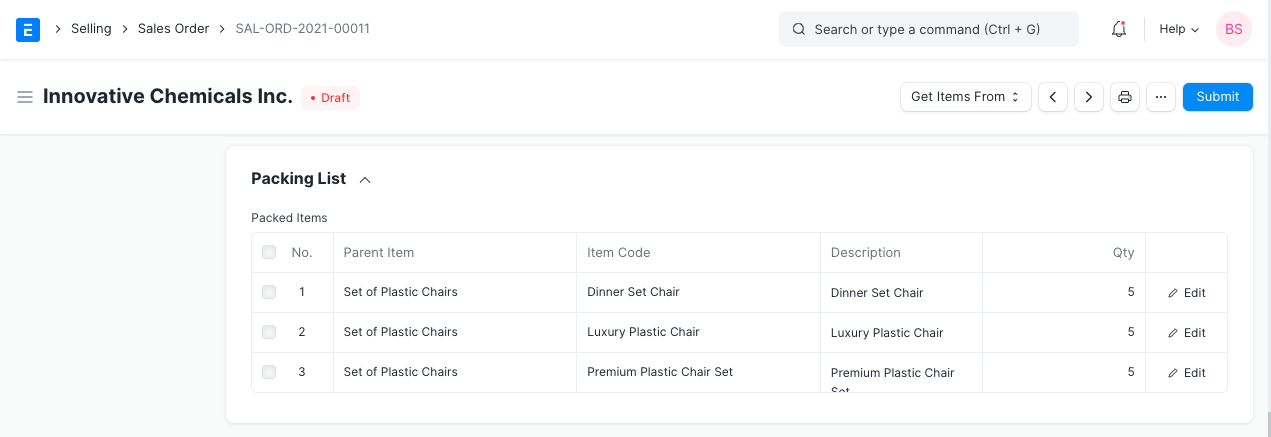 E Selling Sales Order SAL-ORD-2021-00011 Search or type a command (Ctrl + G) Help BS
Innovative Chemicals Inc. • Draft Get Items From ... Submit
Packing List
Packed Items
No. Parent Item Item Code Description Qty
1 Set of Plastic Chairs Dinner Set Chair Dinner Set Chair 5 Edit
2 Set of Plastic Chairs Luxury Plastic Chair Luxury Plastic Chair 5 Edit
3 Set of Plastic Chairs Premium Plastic Chair Set Premium Plastic Chair 5 Edit
Set